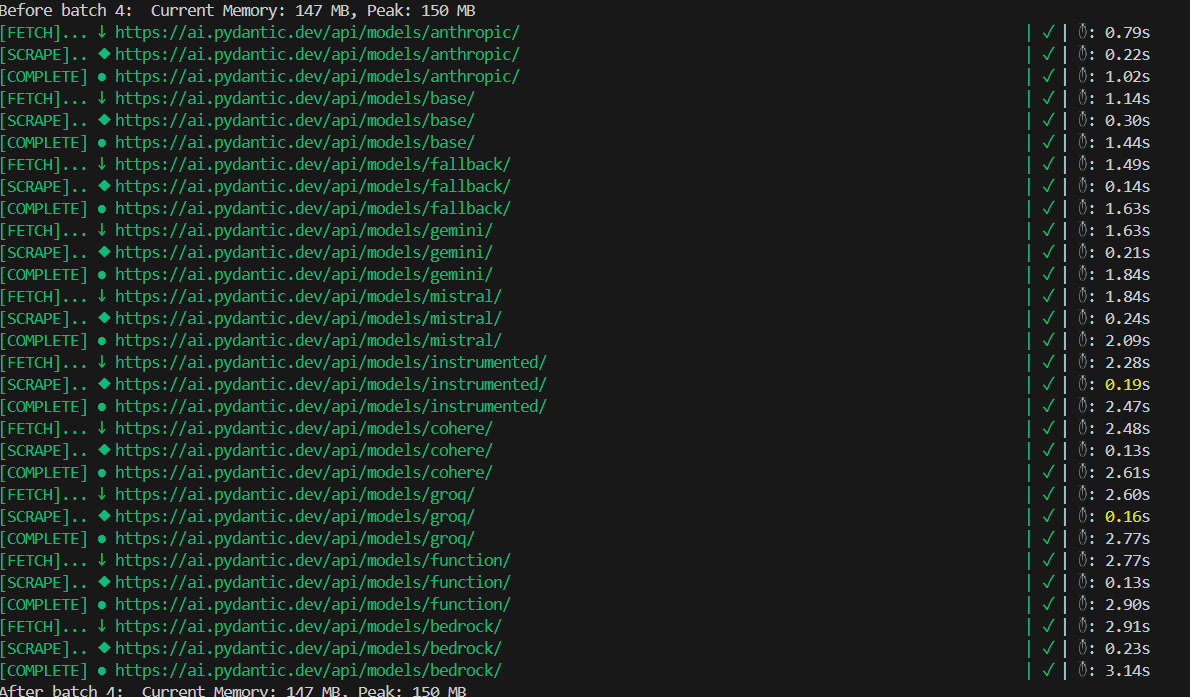 Before batch 4:  Current Memory: 147 MB, Peak: 150 MB
[FETCH]... ↓ https://ai.pydantic.dev/api/models/anthropic/ | ✓ | ⏱: 0.79s
[SCRAPE].. ◆ https://ai.pydantic.dev/api/models/anthropic/ | ✓ | ⏱: 0.22s
[COMPLETE] ● https://ai.pydantic.dev/api/models/anthropic/ | ✓ | ⏱: 1.02s
[FETCH]... ↓ https://ai.pydantic.dev/api/models/base/ | ✓ | ⏱: 1.14s
[SCRAPE].. ◆ https://ai.pydantic.dev/api/models/base/ | ✓ | ⏱: 0.30s
[COMPLETE] ● https://ai.pydantic.dev/api/models/base/ | ✓ | ⏱: 1.44s
[FETCH]... ↓ https://ai.pydantic.dev/api/models/fallback/ | ✓ | ⏱: 1.49s
[SCRAPE].. ◆ https://ai.pydantic.dev/api/models/fallback/ | ✓ | ⏱: 0.14s
[COMPLETE] ● https://ai.pydantic.dev/api/models/fallback/ | ✓ | ⏱: 1.63s
[FETCH]... ↓ https://ai.pydantic.dev/api/models/gemini/ | ✓ | ⏱: 1.63s
[SCRAPE].. ◆ https://ai.pydantic.dev/api/models/gemini/ | ✓ | ⏱: 0.21s
[COMPLETE] ● https://ai.pydantic.dev/api/models/gemini/ | ✓ | ⏱: 1.84s
[FETCH]... ↓ https://ai.pydantic.dev/api/models/mistral/ | ✓ | ⏱: 1.84s
[SCRAPE].. ◆ https://ai.pydantic.dev/api/models/mistral/ | ✓ | ⏱: 0.24s
[COMPLETE] ● https://ai.pydantic.dev/api/models/mistral/ | ✓ | ⏱: 2.09s
[FETCH]... ↓ https://ai.pydantic.dev/api/models/instrumented/ | ✓ | ⏱: 2.28s
[SCRAPE].. ◆ https://ai.pydantic.dev/api/models/instrumented/ | ✓ | ⏱: 0.19s
[COMPLETE] ● https://ai.pydantic.dev/api/models/instrumented/ | ✓ | ⏱: 2.47s
[FETCH]... ↓ https://ai.pydantic.dev/api/models/cohere/ | ✓ | ⏱: 2.48s
[SCRAPE].. ◆ https://ai.pydantic.dev/api/models/cohere/ | ✓ | ⏱: 0.13s
[COMPLETE] ● https://ai.pydantic.dev/api/models/cohere/ | ✓ | ⏱: 2.61s
[FETCH]... ↓ https://ai.pydantic.dev/api/models/groq/ | ✓ | ⏱: 2.60s
[SCRAPE].. ◆ https://ai.pydantic.dev/api/models/groq/ | ✓ | ⏱: 0.16s
[COMPLETE] ● https://ai.pydantic.dev/api/models/groq/ | ✓ | ⏱: 2.77s
[FETCH]... ↓ https://ai.pydantic.dev/api/models/function/ | ✓ | ⏱: 2.77s
[SCRAPE].. ◆ https://ai.pydantic.dev/api/models/function/ | ✓ | ⏱: 0.13s
[COMPLETE] ● https://ai.pydantic.dev/api/models/function/ | ✓ | ⏱: 2.90s
[FETCH]... ↓ https://ai.pydantic.dev/api/models/bedrock/ | ✓ | ⏱: 2.91s
[SCRAPE].. ◆ https://ai.pydantic.dev/api/models/bedrock/ | ✓ | ⏱: 0.23s
[COMPLETE] ● https://ai.pydantic.dev/api/models/bedrock/ | ✓ | ⏱: 3.14s
After batch 4:  Current Memory: 147 MB, Peak: 150 MB